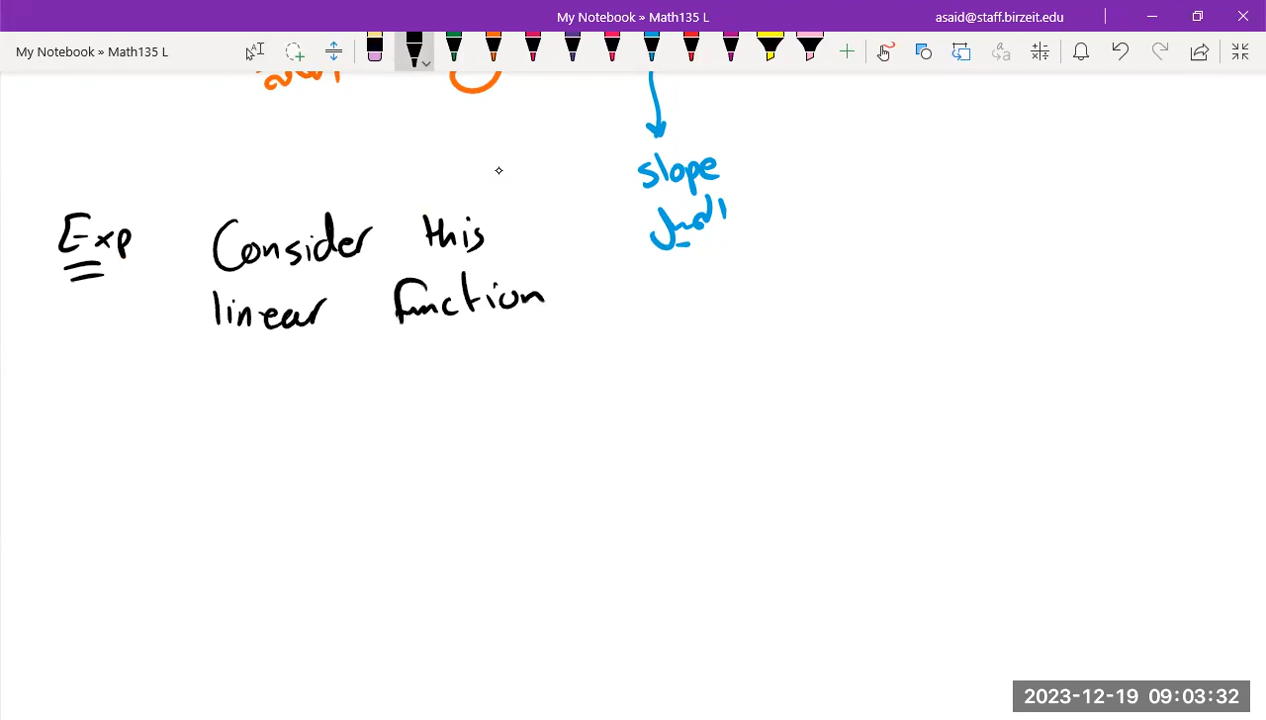 My Notebook » Math135 L
asaid@staff.birzeit.edu
My Notebook » Math135 L
slope
الميل
Exp Consider this
linear function
2023-12-19 09:03:32